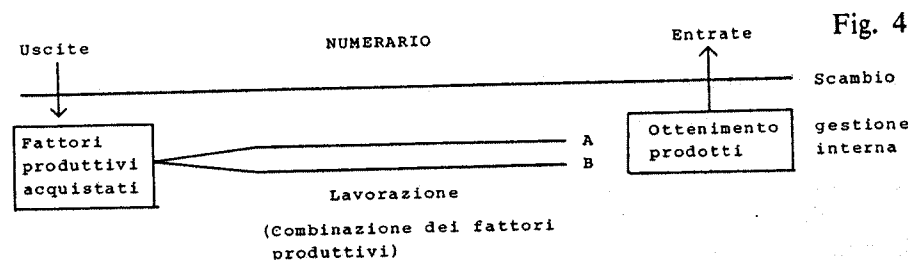 Fig. 4
Uscite
NUMERARIO
Entrate
Scambio
Fattori
produttivi
acquistati
A
B
Ottenimento
prodotti
gestione
interna
Lavorazione
(Combinazione dei fattori
produttivi)